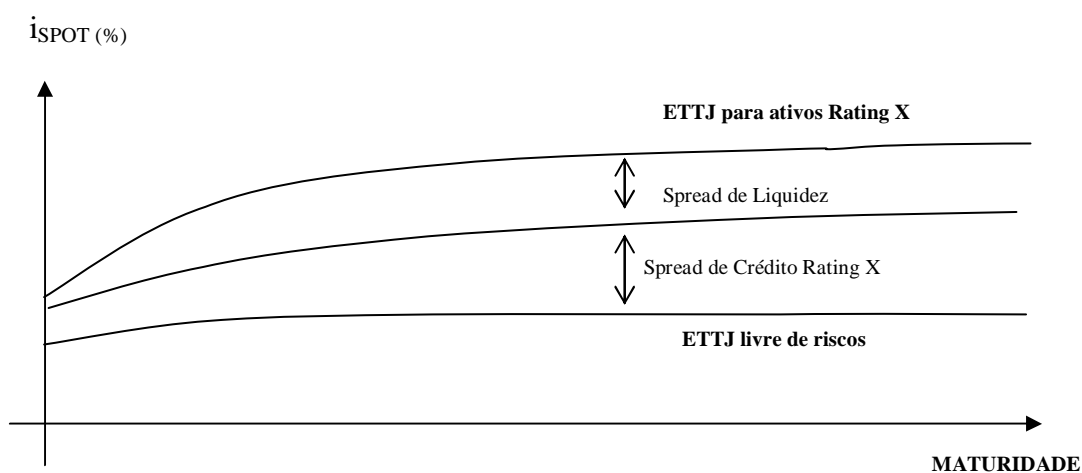 iSPOT (%)
ETTJ para ativos Rating X
Spread de Liquidez
Spread de Crédito Rating X
ETTJ livre de riscos
MATURIDADE